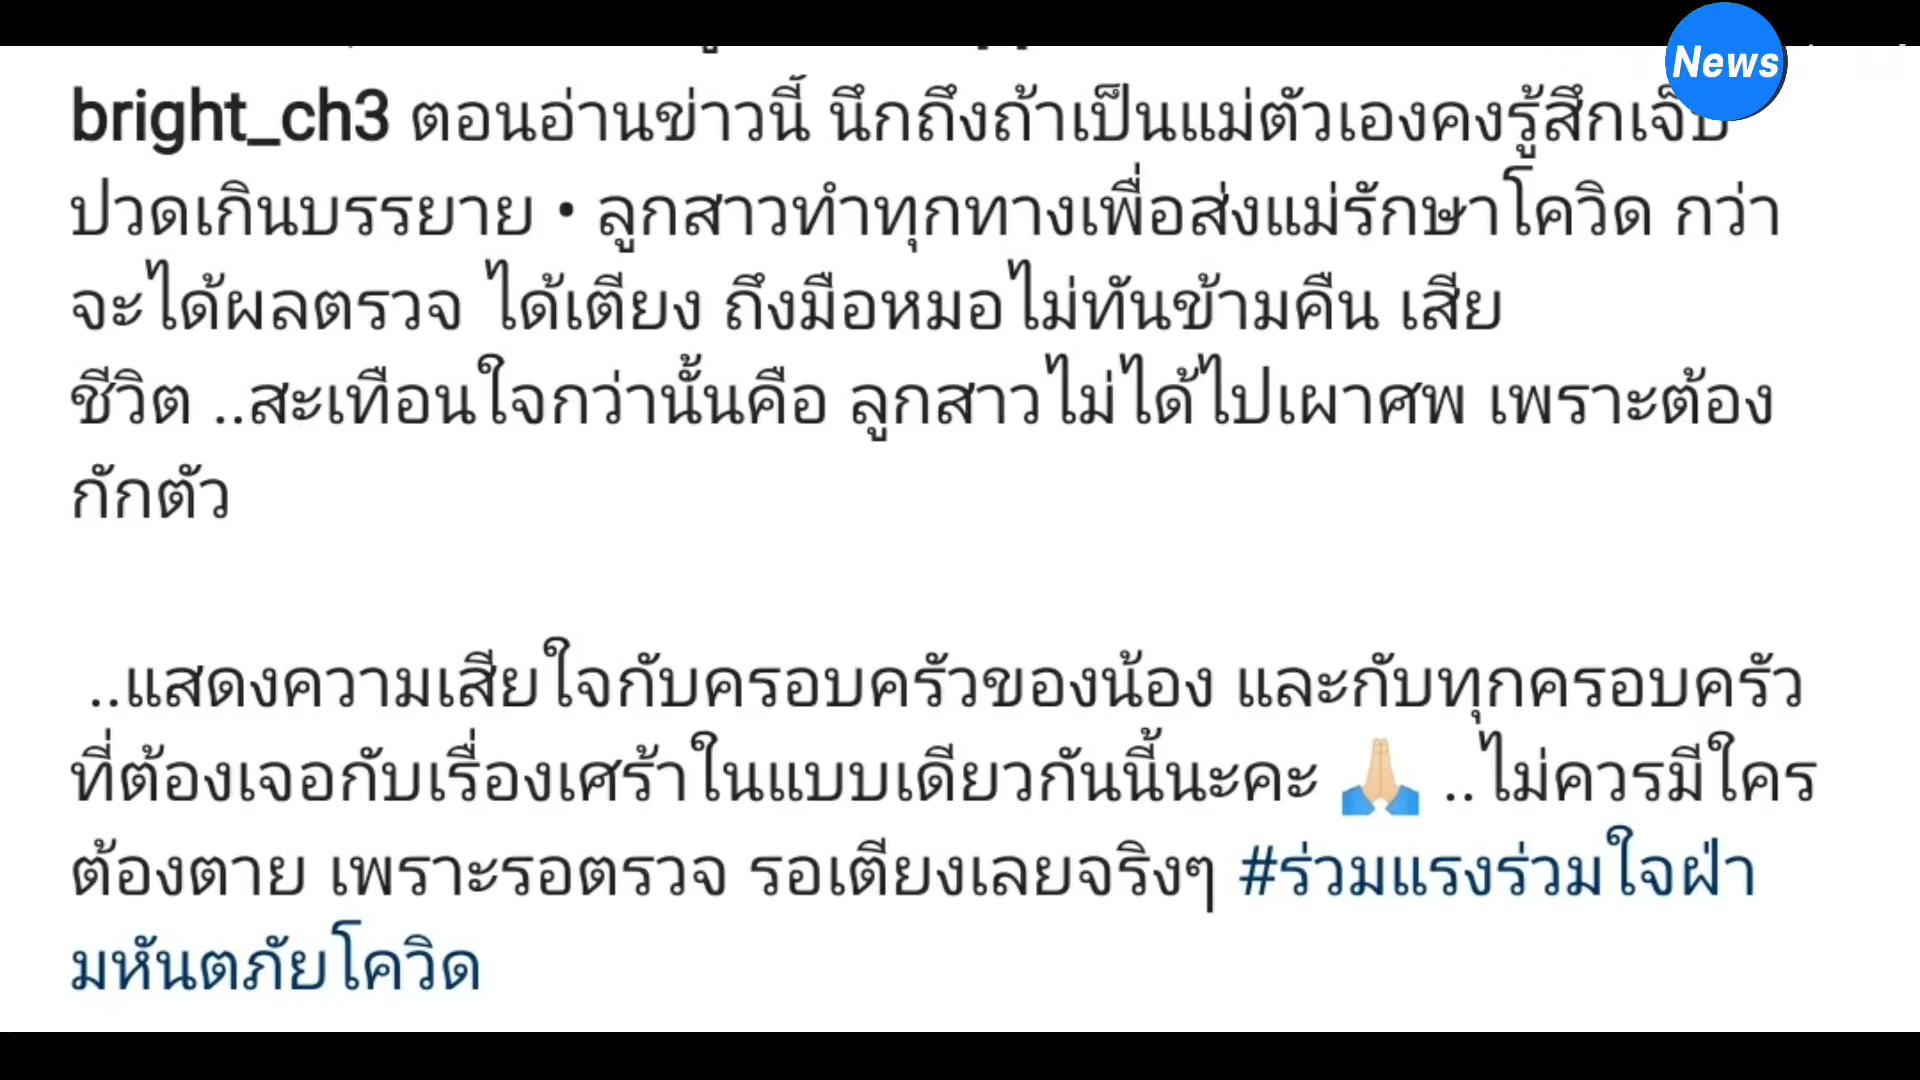 News
bright_ch3 ตอนอ่านข่าวนี้ นึกถึงถ้าเป็นแม่ตัวเองคงรู้สึกเจ็บ
ปวดเกินบรรยาย • ลูกสาวทำทุกทางเพื่อส่งแม่รักษาโควิด กว่า
จะได้ผลตรวจ ได้เตียง ถึงมือหมอไม่ทันข้ามคืน เสีย
ชีวิต ..สะเทือนใจกว่านั้นคือ ลูกสาวไม่ได้ไปเผาศพ เพราะต้อง
กักตัว
..แสดงความเสียใจกับครอบครัวของน้อง และกับทุกครอบครัว
ที่ต้องเจอกับเรื่องเศร้าในแบบเดียวกันนี้นะคะ 🙏🏻 ..ไม่ควรมีใคร
ต้องตาย เพราะรอตรวจ รอเตียงเลยจริงๆ #ร่วมแรงร่วมใจฝ่า
มหันตภัยโควิด